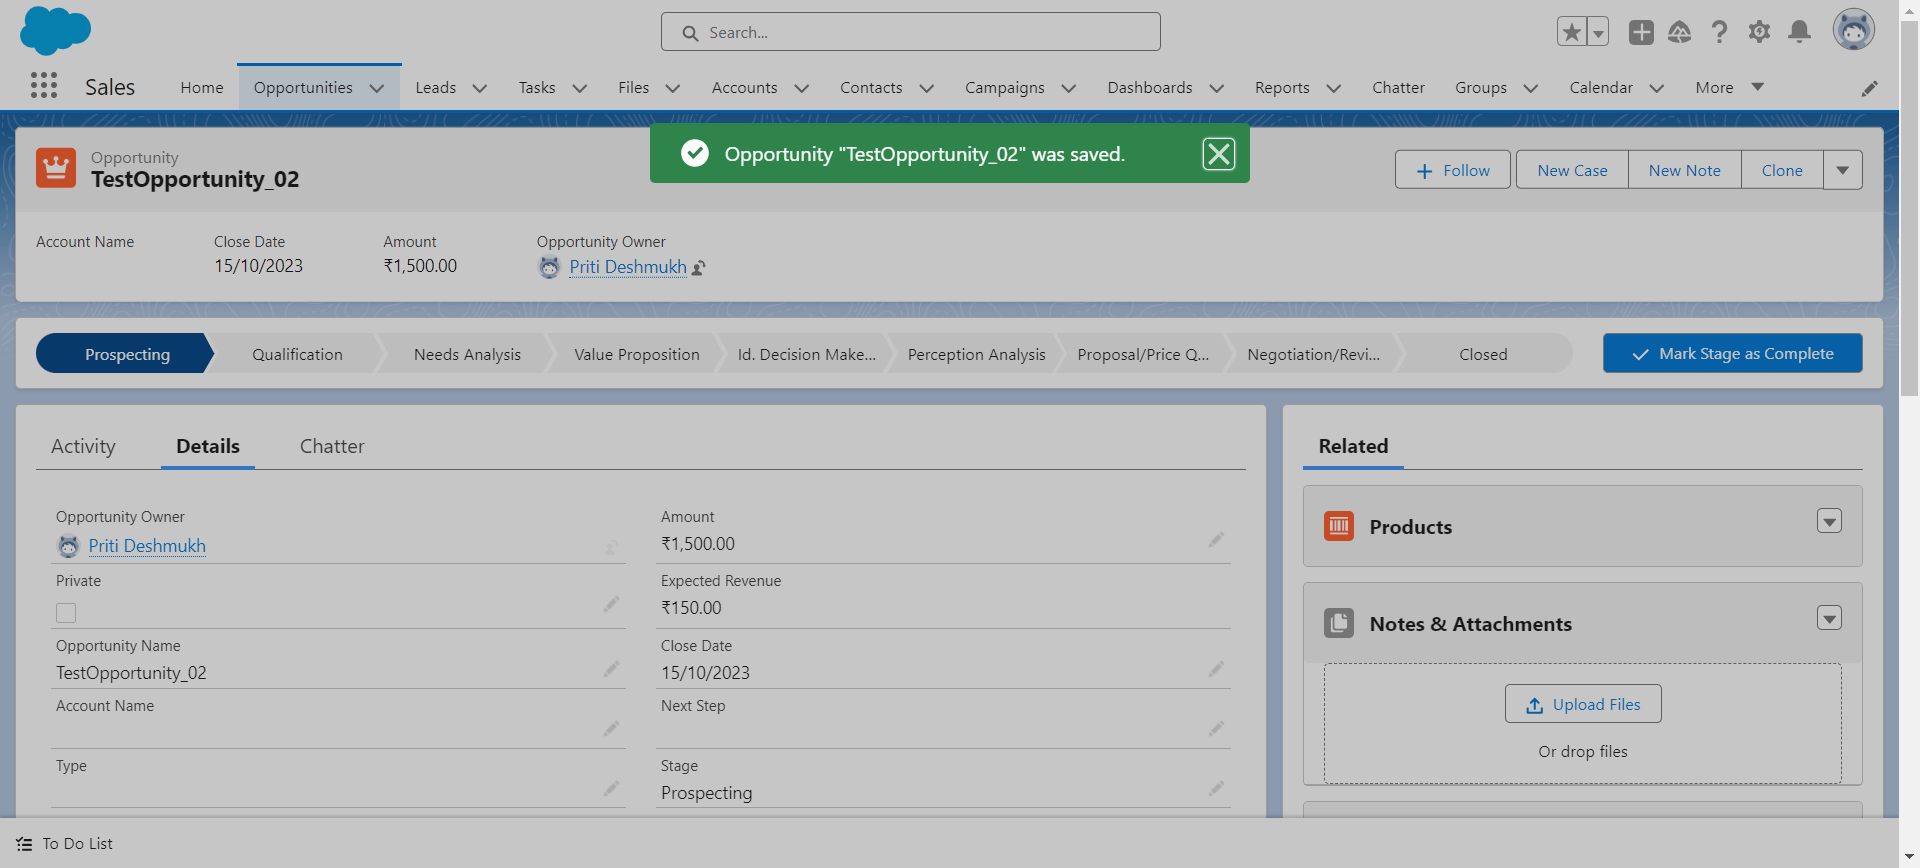 Search...
Sales
Home
Opportunities
Leads
Tasks
Files
Accounts
Contacts
Campaigns
Dashboards
Reports
Chatter
Groups
Calendar
More
Opportunity "TestOpportunity_02" was saved.
Opportunity
TestOpportunity_02
Follow
New Case
New Note
Clone
Account Name
Close Date
15/10/2023
Amount
₹1,500.00
Opportunity Owner
Priti Deshmukh
Prospecting
Qualification
Needs Analysis
Value Proposition
Id. Decision Make...
Perception Analysis
Proposal/Price Q...
Negotiation/Revi...
Closed
Mark Stage as Complete
Activity
Details
Chatter
Opportunity Owner
Priti Deshmukh
Amount
₹1,500.00
Private
Expected Revenue
₹150.00
Opportunity Name
TestOpportunity_02
Close Date
15/10/2023
Account Name
Next Step
Type
Stage
Prospecting
Related
Products
Notes & Attachments
Upload Files
Or drop files
To Do List